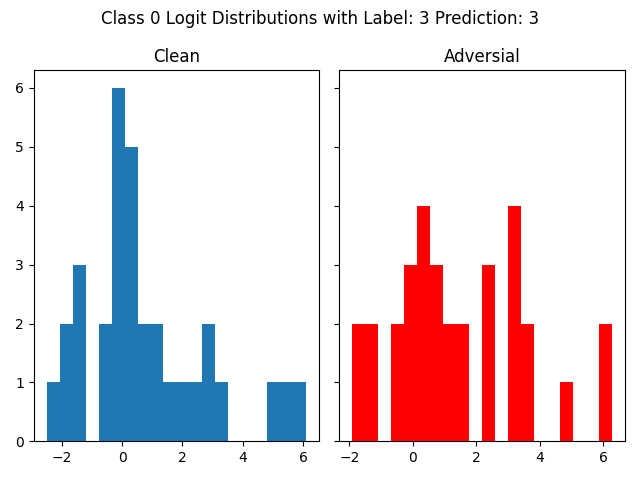 Class 0 Logit Distributions with Label: 3 Prediction: 3
Clean
Adversial
6
5
4
3
2
1
0
−2 0 2 4 6
−2 0 2 4 6